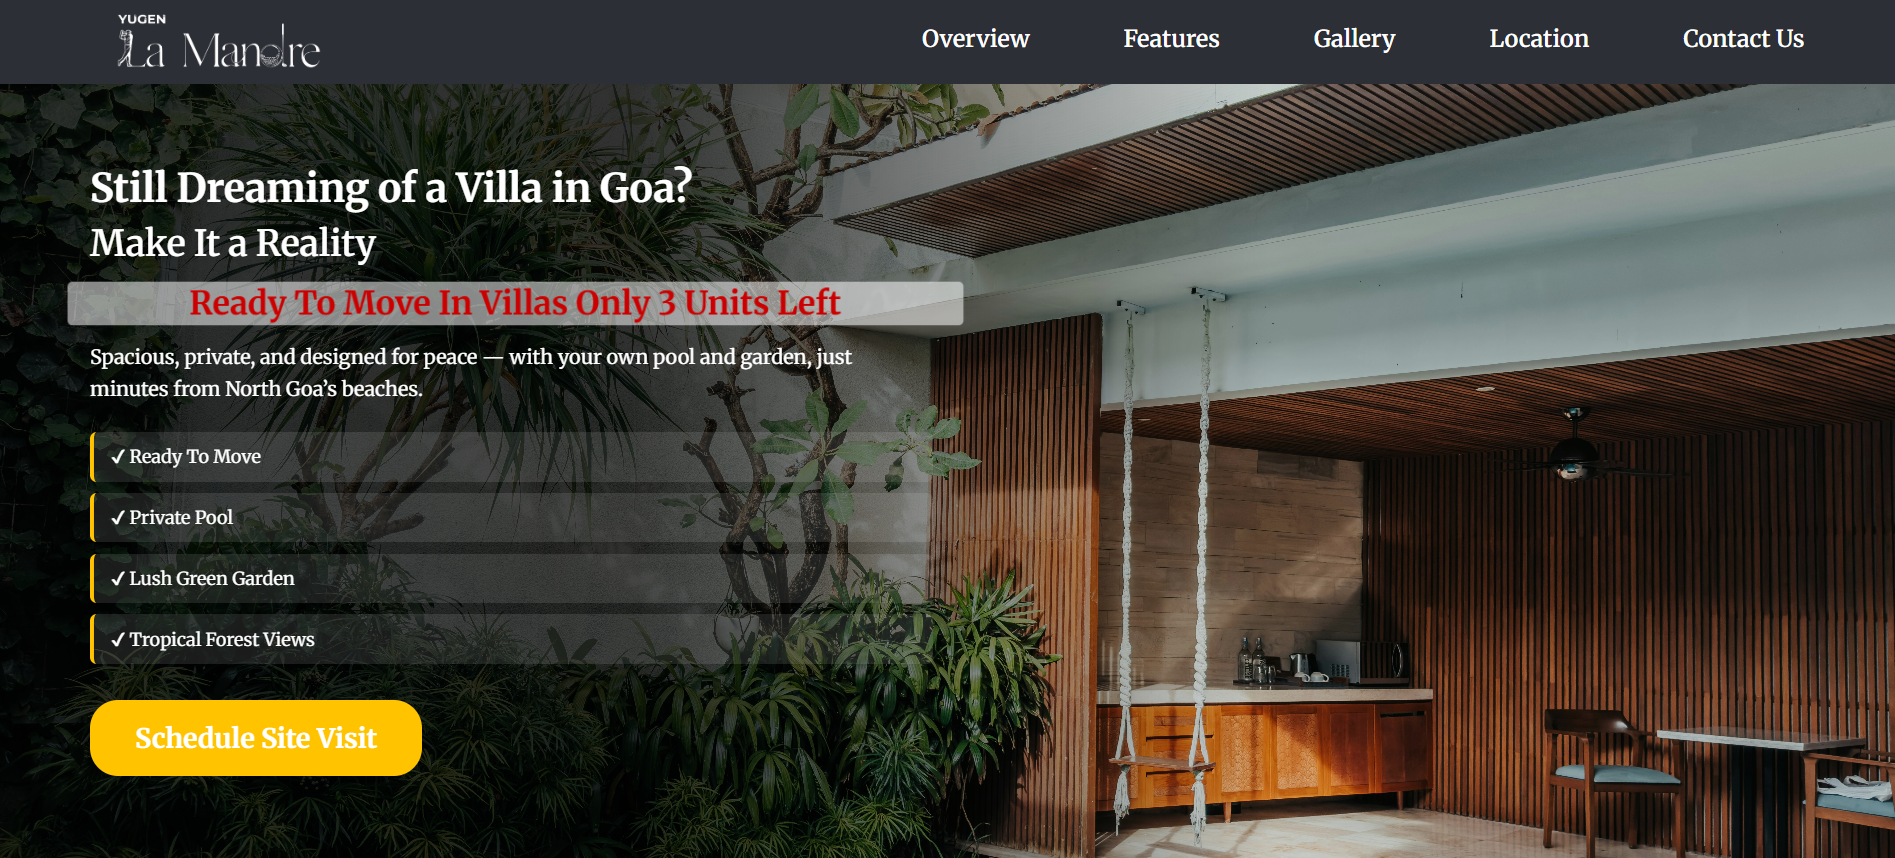 YUGEN
La Mandre
Overview
Features
Gallery
Location
Contact Us
Still Dreaming of a Villa in Goa?
Make It a Reality
Ready To Move In Villas Only 3 Units Left
Spacious, private, and designed for peace — with your own pool and garden, just
minutes from North Goa’s beaches.
✓ Ready To Move
✓ Private Pool
✓ Lush Green Garden
✓ Tropical Forest Views
Schedule Site Visit